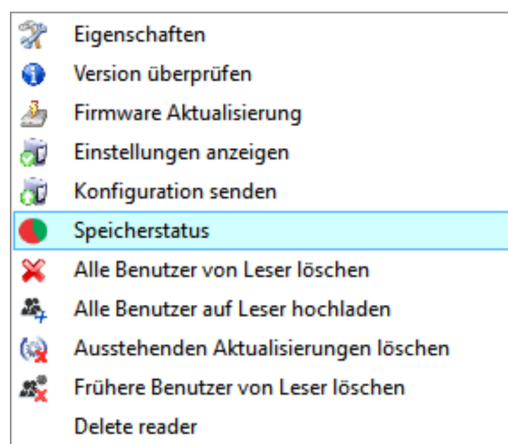 Eigenschaften
Version überprüfen
Firmware Aktualisierung
Einstellungen anzeigen
Konfiguration senden
Speicherstatus
Alle Benutzer von Leser löschen
Alle Benutzer auf Leser hochladen
Ausstehenden Aktualisierungen löschen
Frühere Benutzer von Leser löschen
Delete reader